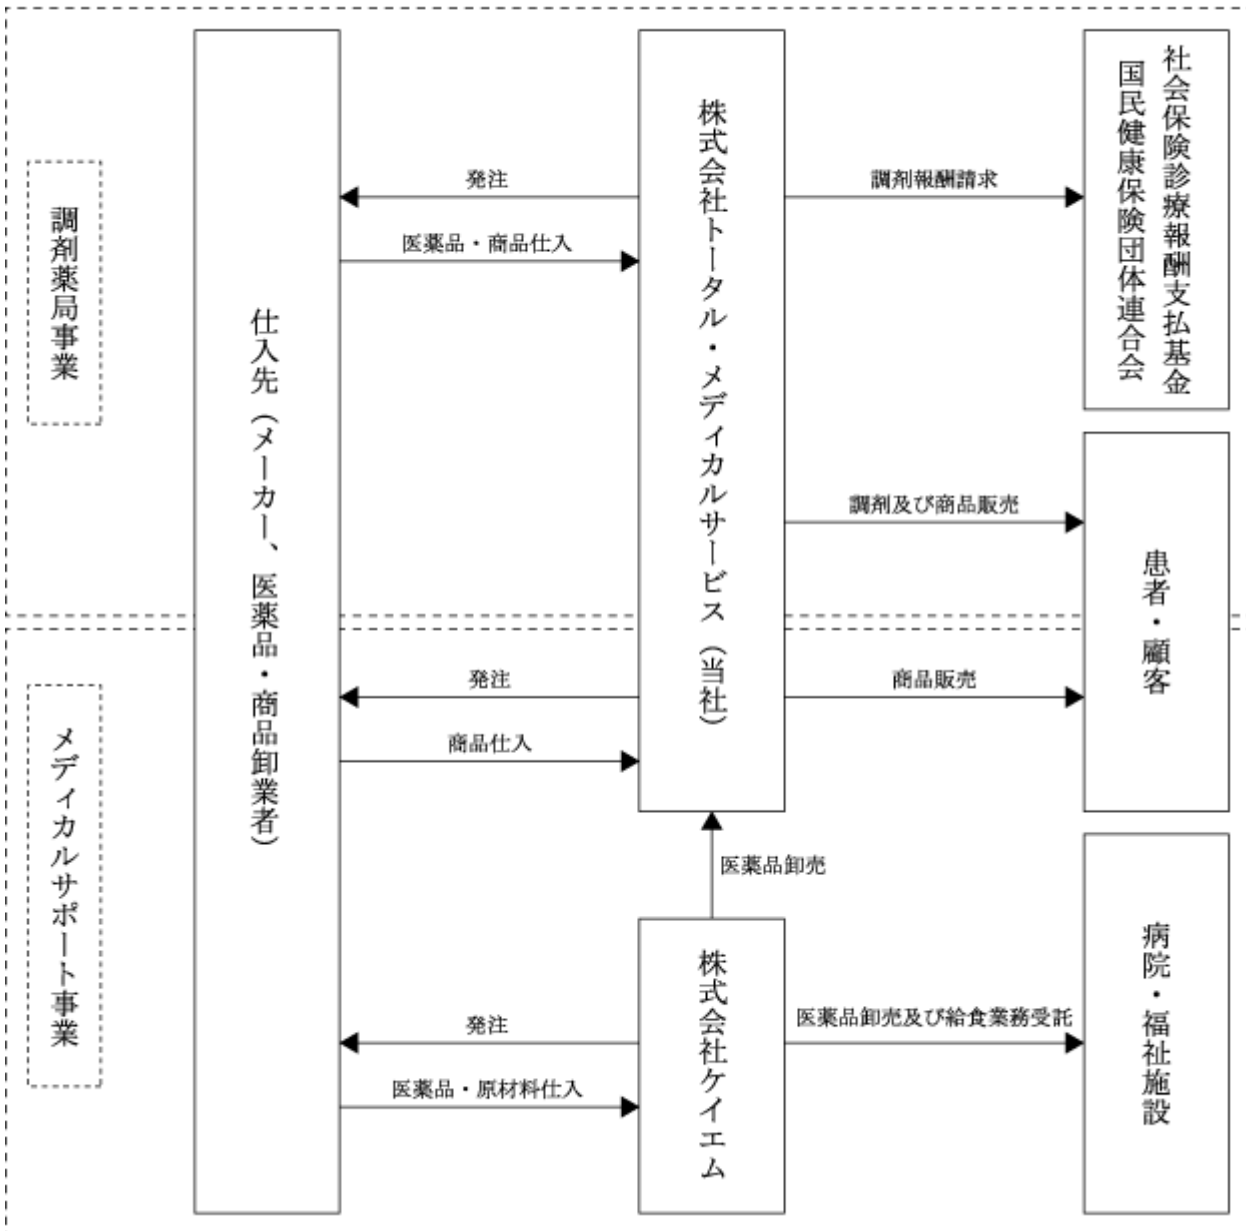 調剤薬局事業
メディカルサポート事業
仕入先（メーカー、医薬品・商品卸業者）
発注
医薬品・商品仕入
発注
商品仕入
発注
医薬品・原材料仕入
株式会社トータル・メディカルサービス（当社）
医薬品卸売
株式会社ケイエム
調剤報酬請求
調剤及び商品販売
商品販売
医薬品卸売及び給食業務受託
社会保険診療報酬支払基金
国民健康保険団体連合会
患者・顧客
病院・福祉施設